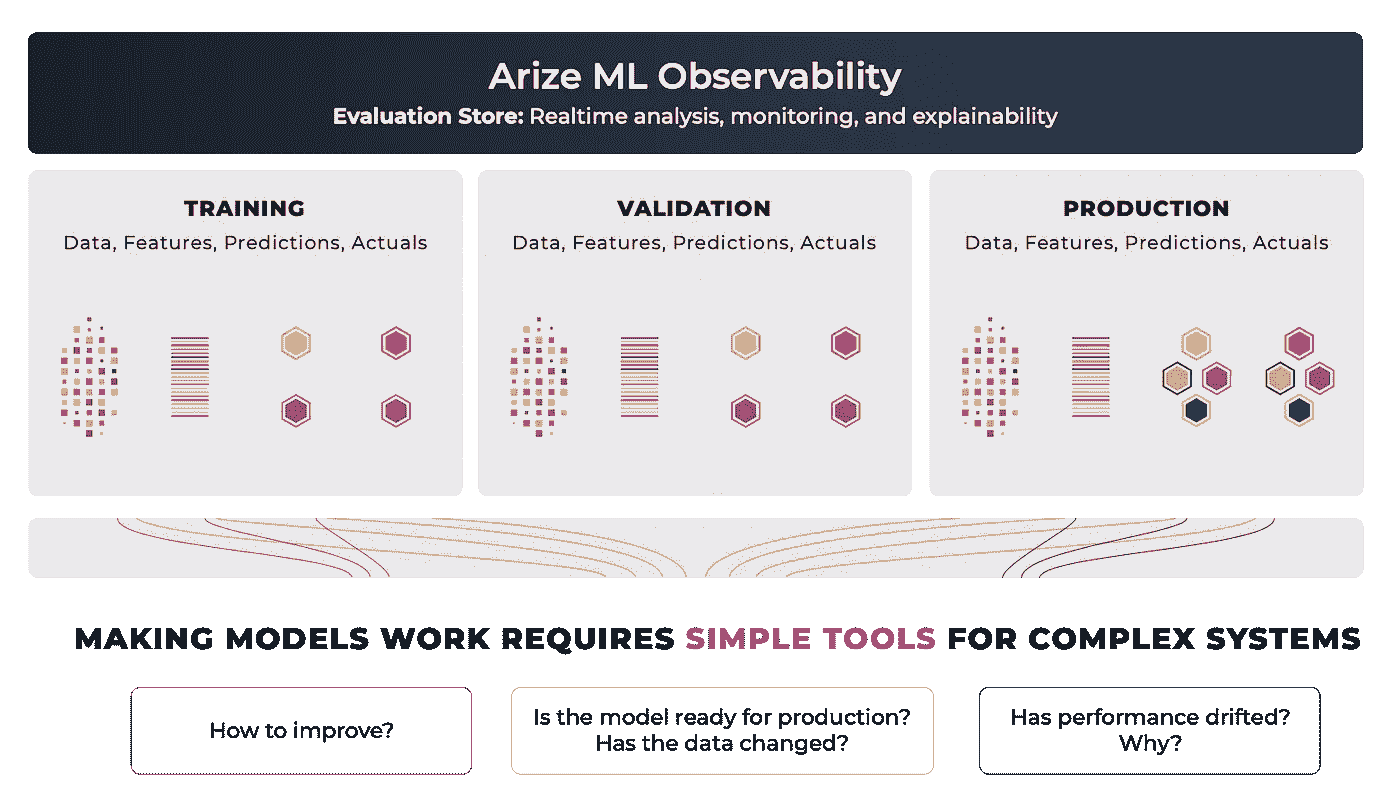 Arize ML Observability
Evaluation Store: Realtime analysis, monitoring, and explainability
TRAINING
Data, Features, Predictions, Actuals
VALIDATION
Data, Features, Predictions, Actuals
PRODUCTION
Data, Features, Predictions, Actuals
MAKING MODELS WORK REQUIRES SIMPLE TOOLS FOR COMPLEX SYSTEMS
How to improve?
Is the model ready for production?
Has the data changed?
Has performance drifted?
Why?